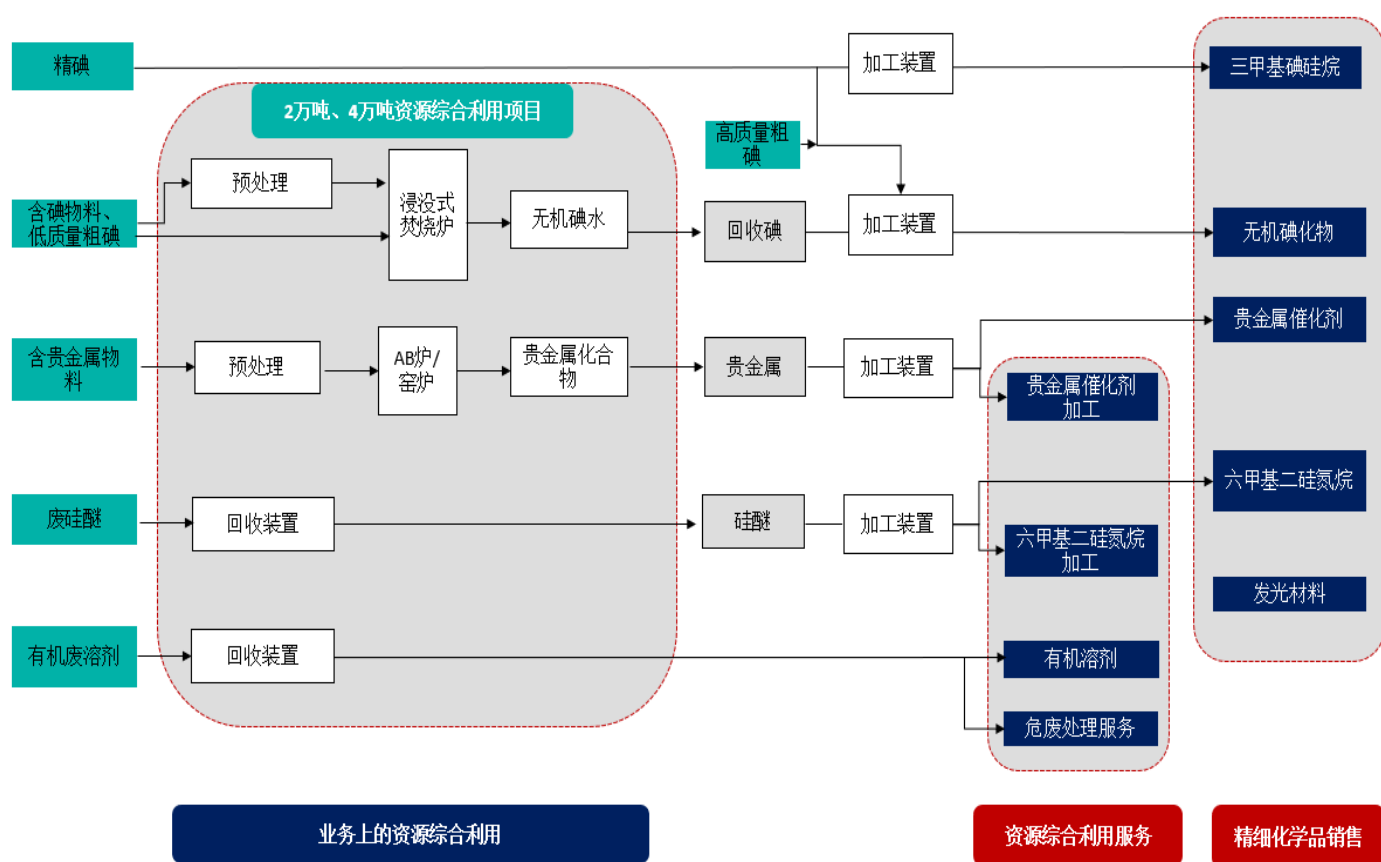 精碘
加工装置
三甲基碘硅烷
2万吨、4万吨资源综合利用项目
高质量粗
碘
预处理
含碘物料、
低质量粗碘
浸没式
焚烧炉
无机碘水
回收碘
加工装置
无机碘化物
贵金属催化剂
含贵金属物
料
预处理
AB炉/
窑炉
贵金属化合
物
贵金属
加工装置
贵金属催化剂
加工
六甲基二硅氮烷
废硅醚
回收装置
硅醚
加工装置
六甲基二硅氮烷
加工
发光材料
有机废溶剂
回收装置
有机溶剂
危废处理服务
业务上的资源综合利用
资源综合利用服务
精细化学品销售